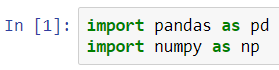 In [1]: import pandas as pd
import numpy as np